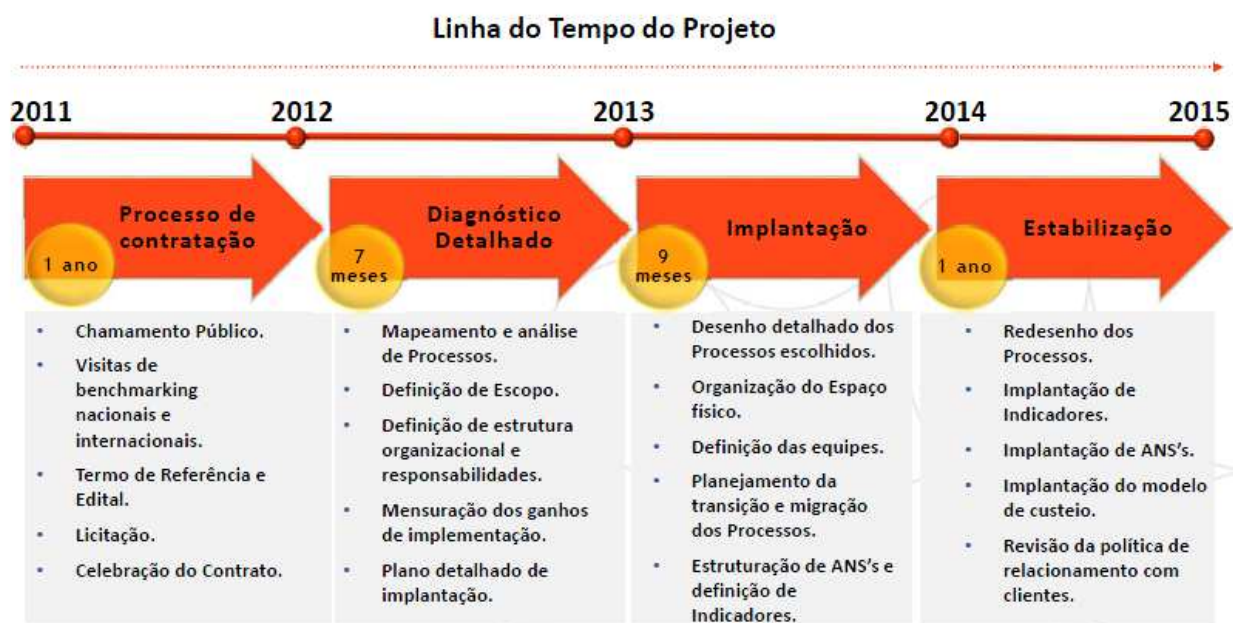 Linha do Tempo do Projeto
2011
2012
2013
2014
2015
Processo de
contratação
1 ano
Diagnóstico
Detalhado
7
meses
Implantação
9
meses
Estabilização
1 ano
• Chamamento Público.
• Visitas de
benchmarking
nacionais e
internacionais.
• Termo de Referência e
Edital.
• Licitação.
• Celebração do Contrato.
• Mapeamento e análise
de Processos.
• Definição de Escopo.
• Definição de estrutura
organizacional e
responsabilidades.
• Mensuração dos ganhos
de implementação.
• Plano detalhado de
implantação.
• Desenho detalhado dos
Processos escolhidos.
• Organização do Espaço
físico.
• Definição das equipes.
• Planejamento da
transição e migração
dos Processos.
• Estruturação de ANS’s e
definição de
Indicadores.
• Redesenho dos
Processos.
• Implantação de
Indicadores.
• Implantação de ANS’s.
• Implantação do modelo
de custeio.
• Revisão da política de
relacionamento com
clientes.